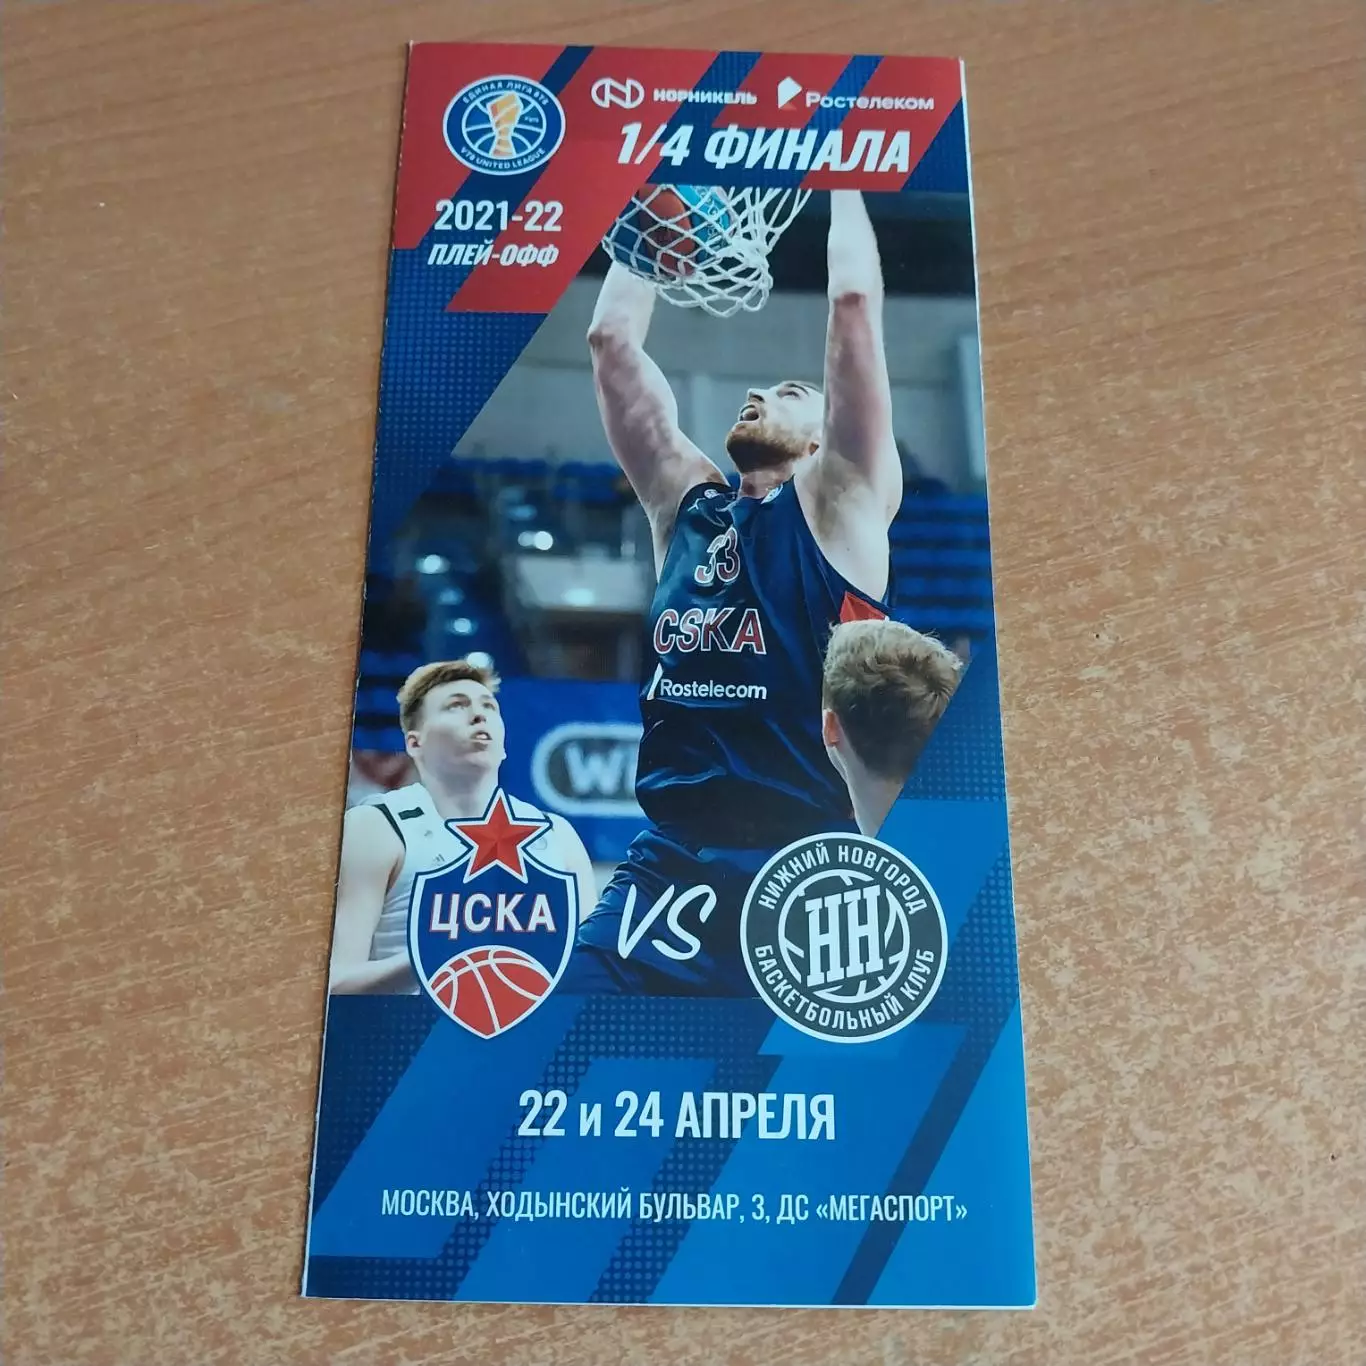 ЕДИНАЯ ЛИГА ВТБ
VTB UNITED LEAGUE
НОРНИКЕЛЬ
Ростелеком
1/4 ФИНАЛА
2021-22
ПЛЕЙ-ОФФ
33
CSKA
Rostelecom
ЦСКА
VS
НИЖНИЙ НОВГОРОД
НН
БАСКЕТБОЛЬНЫЙ КЛУБ
22 и 24 АПРЕЛЯ
МОСКВА, ХОДЫНСКИЙ БУЛЬВАР, 3, ДС «МЕГАСПОРТ»